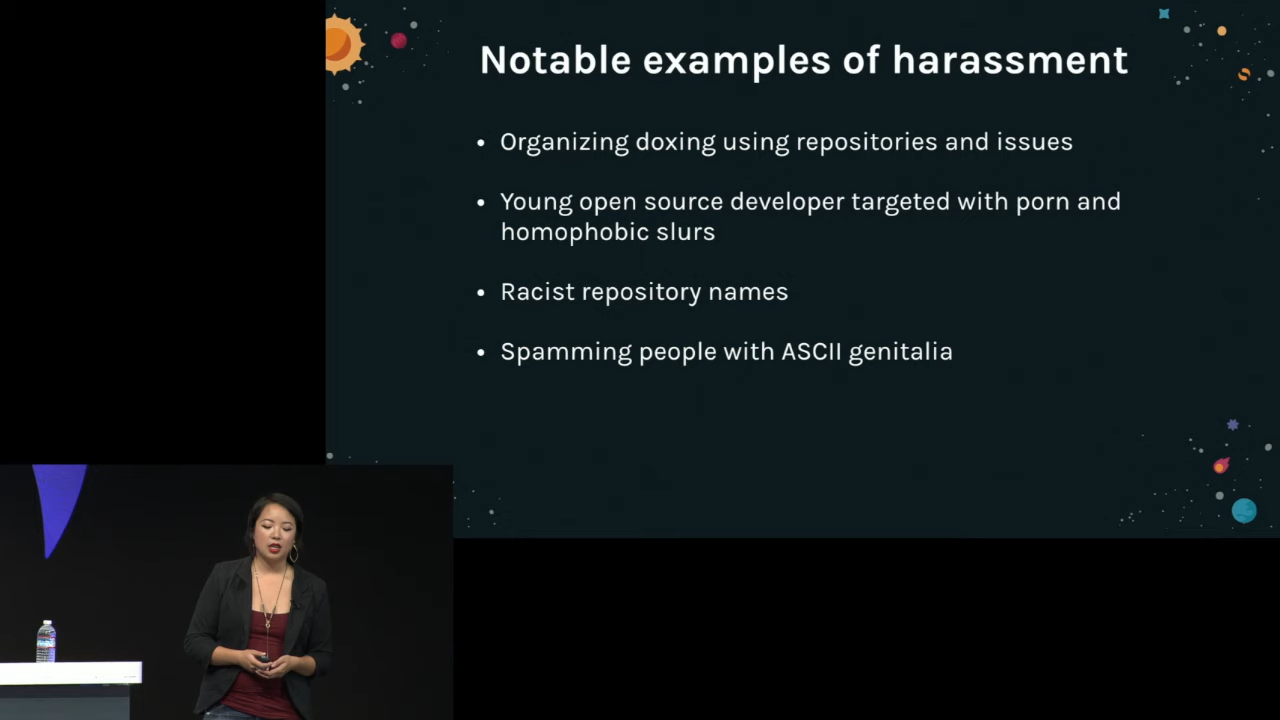 Notable examples of harassment
• Organizing doxing using repositories and issues
• Young open source developer targeted with porn and
homophobic slurs
• Racist repository names
• Spamming people with ASCII genitalia